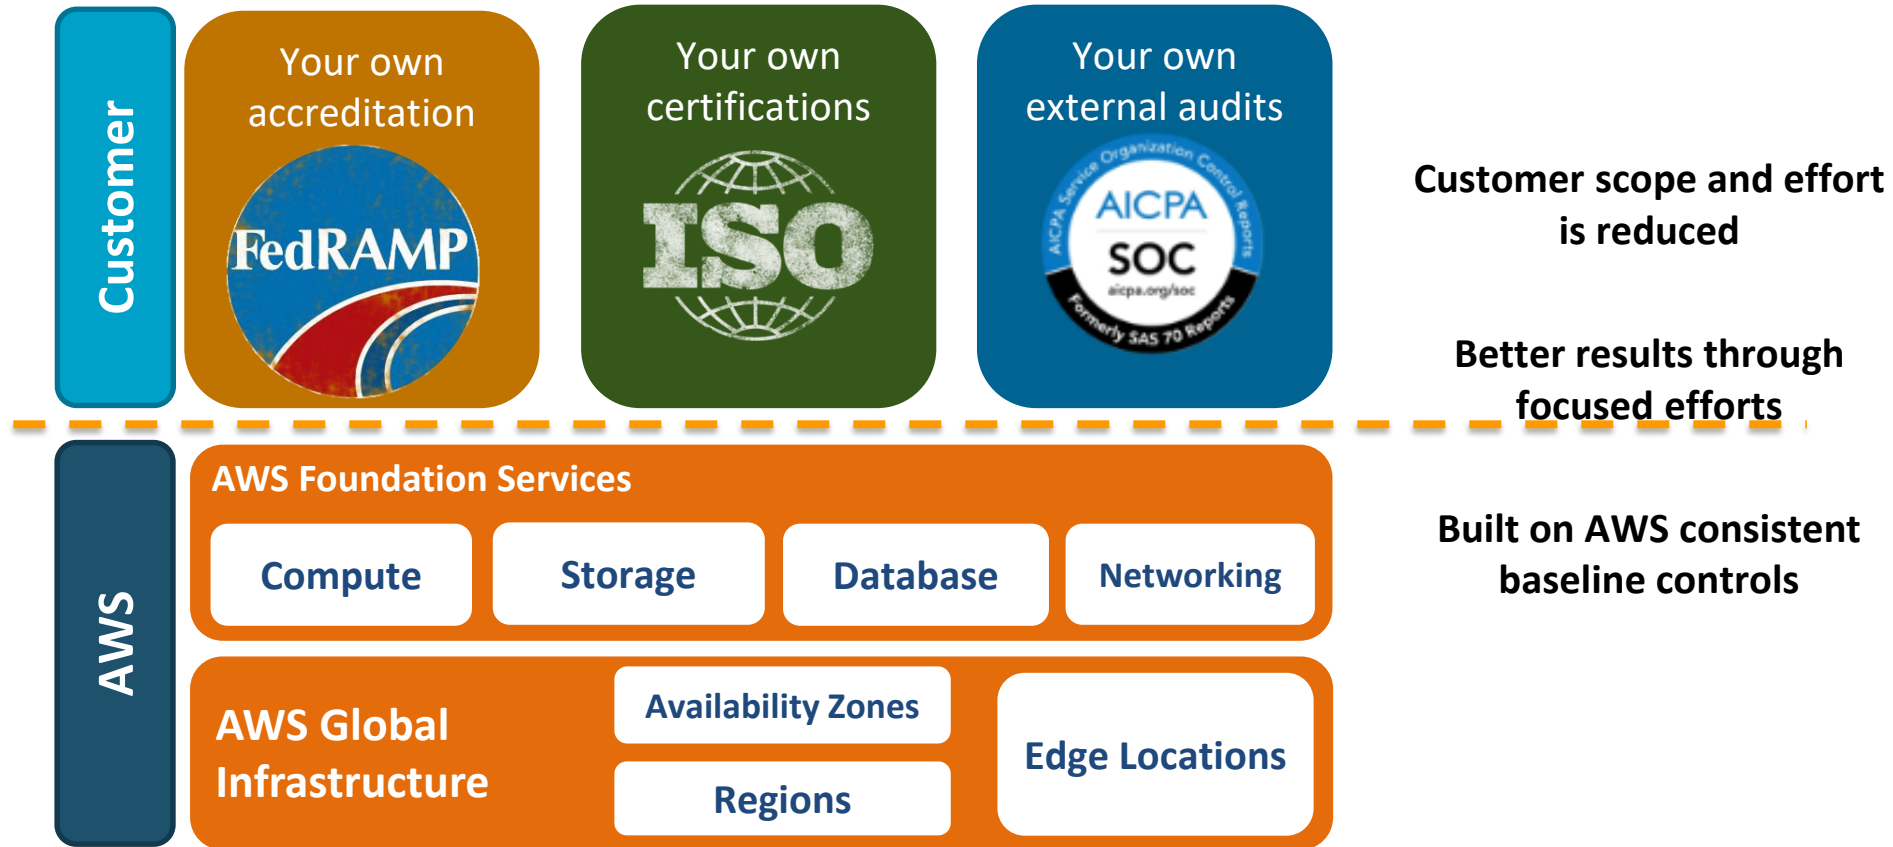 Customer
Your own
accreditation
FedRAMP
Your own
certifications
ISO
Your own
external audits
AICPA Service Organization Control Reports
AICPA
SOC
aicpa.org/soc
Formerly SAS 70 Reports
Customer scope and effort
is reduced
Better results through
focused efforts
AWS
AWS Foundation Services
Compute
Storage
Database
Networking
Built on AWS consistent
baseline controls
AWS Global
Infrastructure
Availability Zones
Regions
Edge Locations